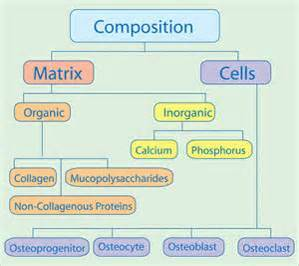 Composition
Matrix
Cells
Organic
Inorganic
Calcium
Phosphorus
Collagen
Mucopolysaccharides
Non-Collagenous Proteins
Osteoprogenitor
Osteocyte
Osteoblast
Osteoclast